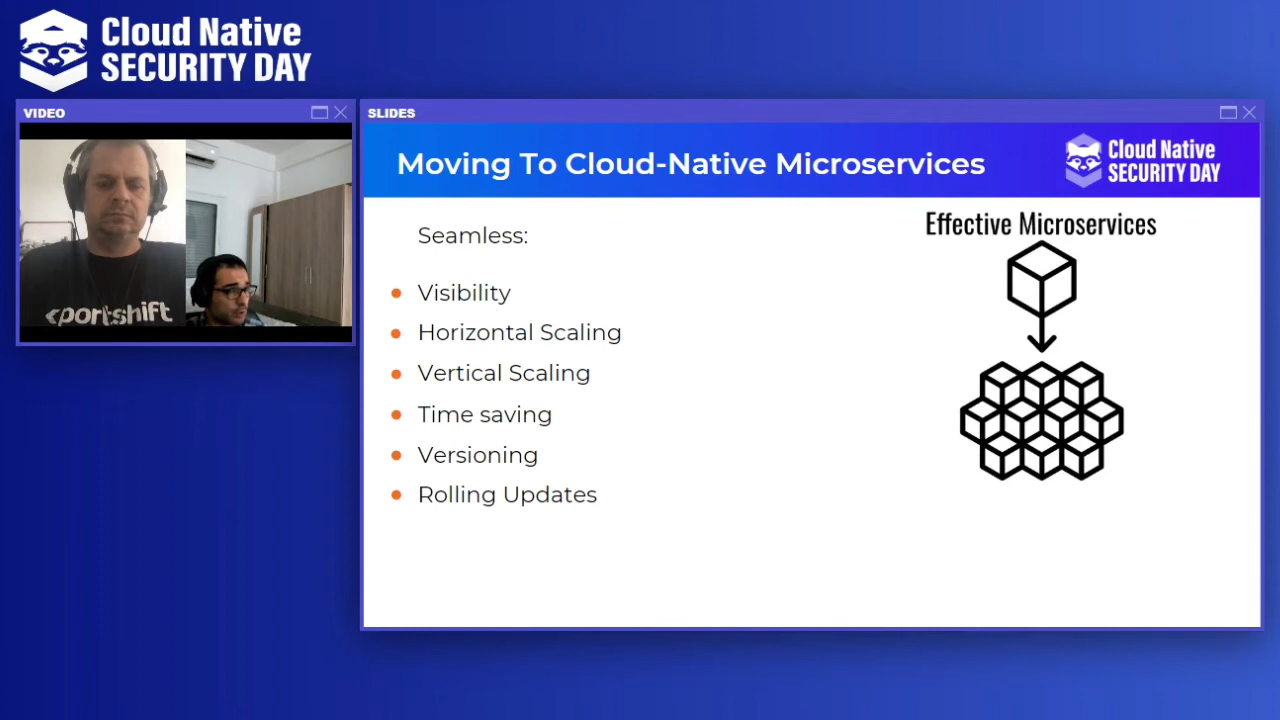 Cloud Native
SECURITY DAY
VIDEO
portshift
SLIDES
Moving To Cloud-Native Microservices
Cloud Native
SECURITY DAY
Seamless:
Visibility
Horizontal Scaling
Vertical Scaling
Time saving
Versioning
Rolling Updates
Effective Microservices